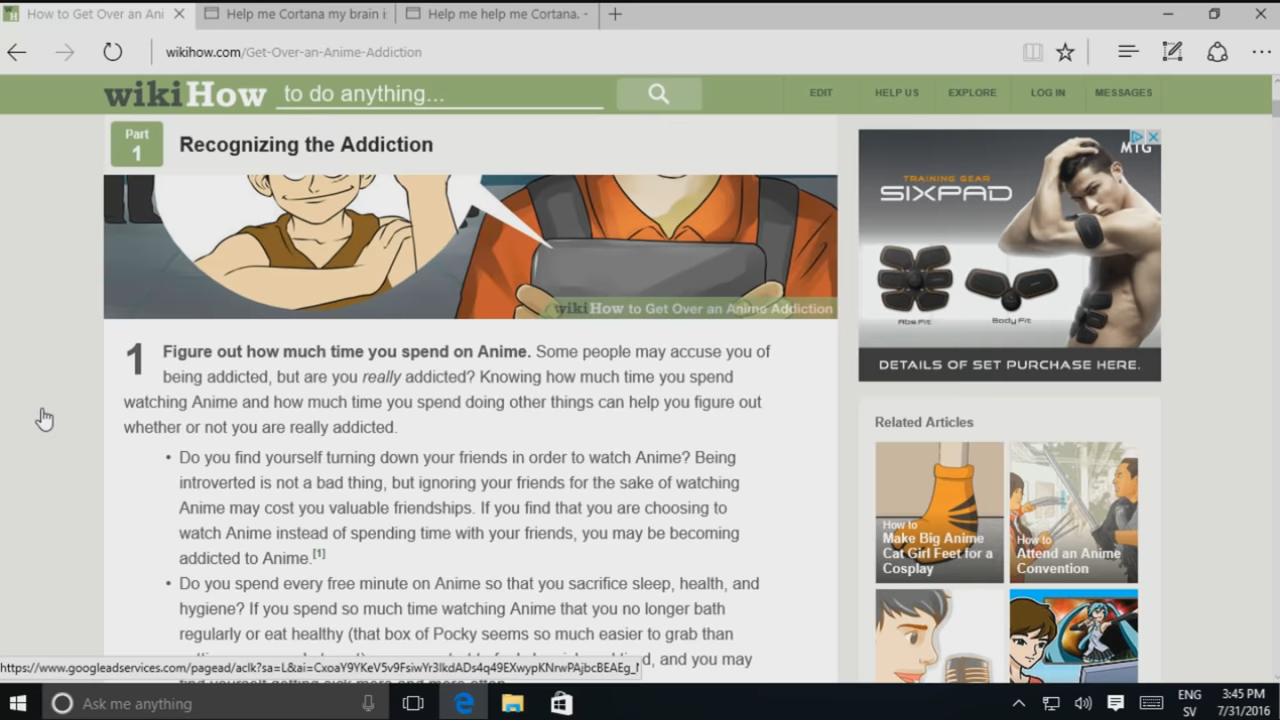 How to Get Over an Ani
Help me Cortana my brain i
Help me help me Cortana. -
wikihow.com/Get-Over-an-Anime-Addiction
wikiHow to do anything...
EDIT HELP US EXPLORE LOG IN MESSAGES
Part
1
Recognizing the Addiction
wikiHow to Get Over an Anime Addiction
1 Figure out how much time you spend on Anime. Some people may accuse you of
being addicted, but are you really addicted? Knowing how much time you spend
watching Anime and how much time you spend doing other things can help you figure out
whether or not you are really addicted.
• Do you find yourself turning down your friends in order to watch Anime? Being
introverted is not a bad thing, but ignoring your friends for the sake of watching
Anime may cost you valuable friendships. If you find that you are choosing to
watch Anime instead of spending time with your friends, you may be becoming
addicted to Anime.[1]
• Do you spend every free minute on Anime so that you sacrifice sleep, health, and
hygiene? If you spend so much time watching Anime that you no longer bath
regularly or eat healthy (that box of Pocky seems so much easier to grab than
d, and you may
MTG
TRAINING GEAR
SIXPAD
Abs Fit
Body Fit
DETAILS OF SET PURCHASE HERE.
Related Articles
How to
Make Big Anime
Cat Girl Feet for a
Cosplay
How to
Attend an Anime
Convention
https://www.googleadservices.com/pagead/aclk?sa=L&ai=CxoaY9YKeV5v9FsiwYr3IkdADs4q49EXwypKNrwPAjbcBEAEg_
Ask me anything
ENG
SV
3:45 PM
7/31/2016